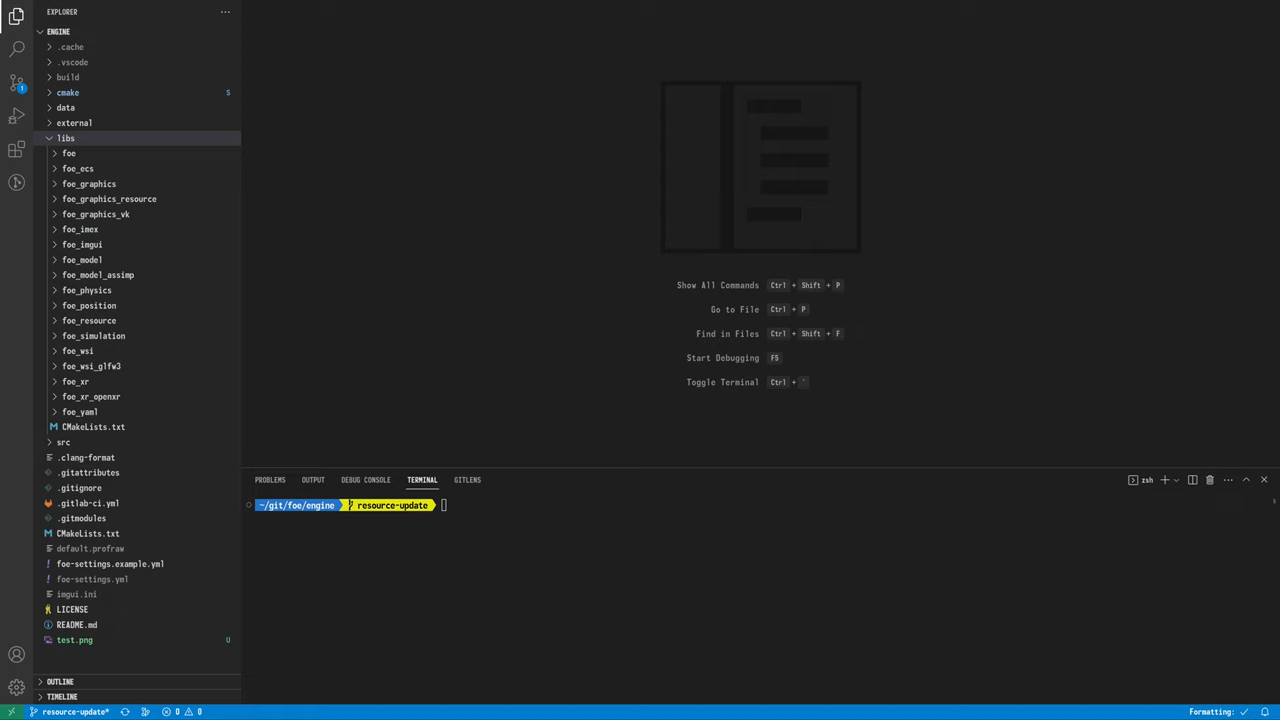 EXPLORER
ENGINE
.cache
.vscode
build
cmake S
data
external
libs
foe
foe_ecs
foe_graphics
foe_graphics_resource
foe_graphics_vk
foe_imex
foe_imgui
foe_model
foe_model_assimp
foe_physics
foe_position
foe_resource
foe_simulation
foe_wsi
foe_wsi_glfw3
foe_xr
foe_xr_openxr
foe_yaml
CMakeLists.txt
src
.clang-format
.gitattributes
.gitignore
.gitlab-ci.yml
.gitmodules
CMakeLists.txt
default.profraw
foe-settings.example.yml
foe-settings.yml
imgui.ini
LICENSE
README.md
test.png U
OUTLINE
TIMELINE
1
Show All Commands Ctrl + Shift + P
Go to File Ctrl + P
Find in Files Ctrl + Shift + F
Start Debugging F5
Toggle Terminal Ctrl + `
PROBLEMS OUTPUT DEBUG CONSOLE TERMINAL GITLENS
zsh
~/git/foe/engine resource-update
resource-update* 0 0 Formatting: ✓